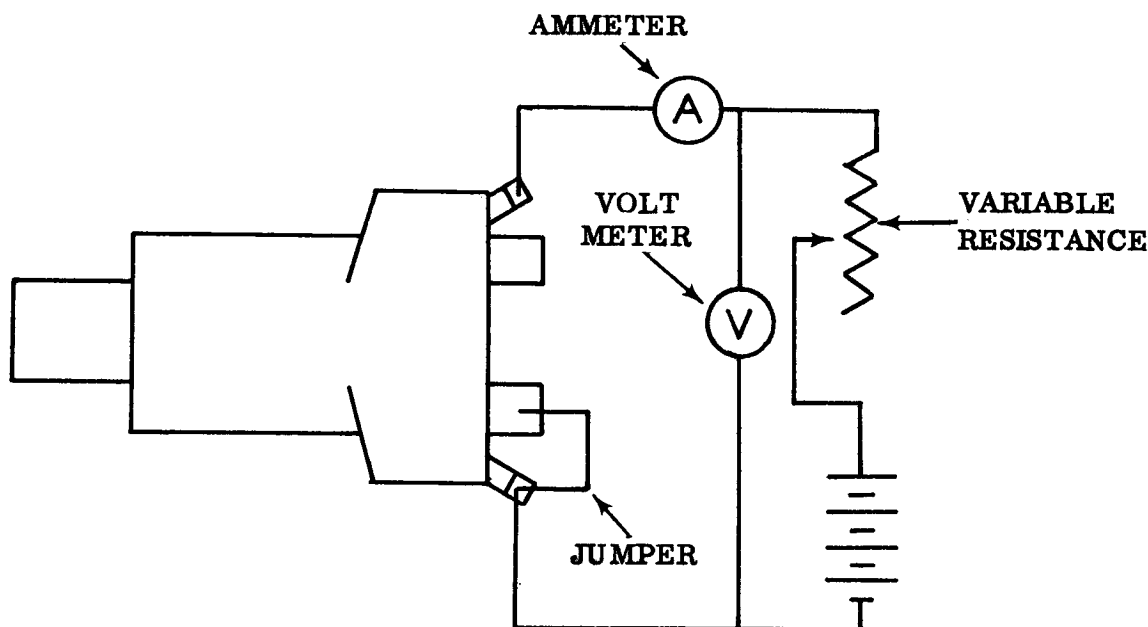 AMMETER
A
VOLT
METER
V
VARIABLE
RESISTANCE
JUMPER